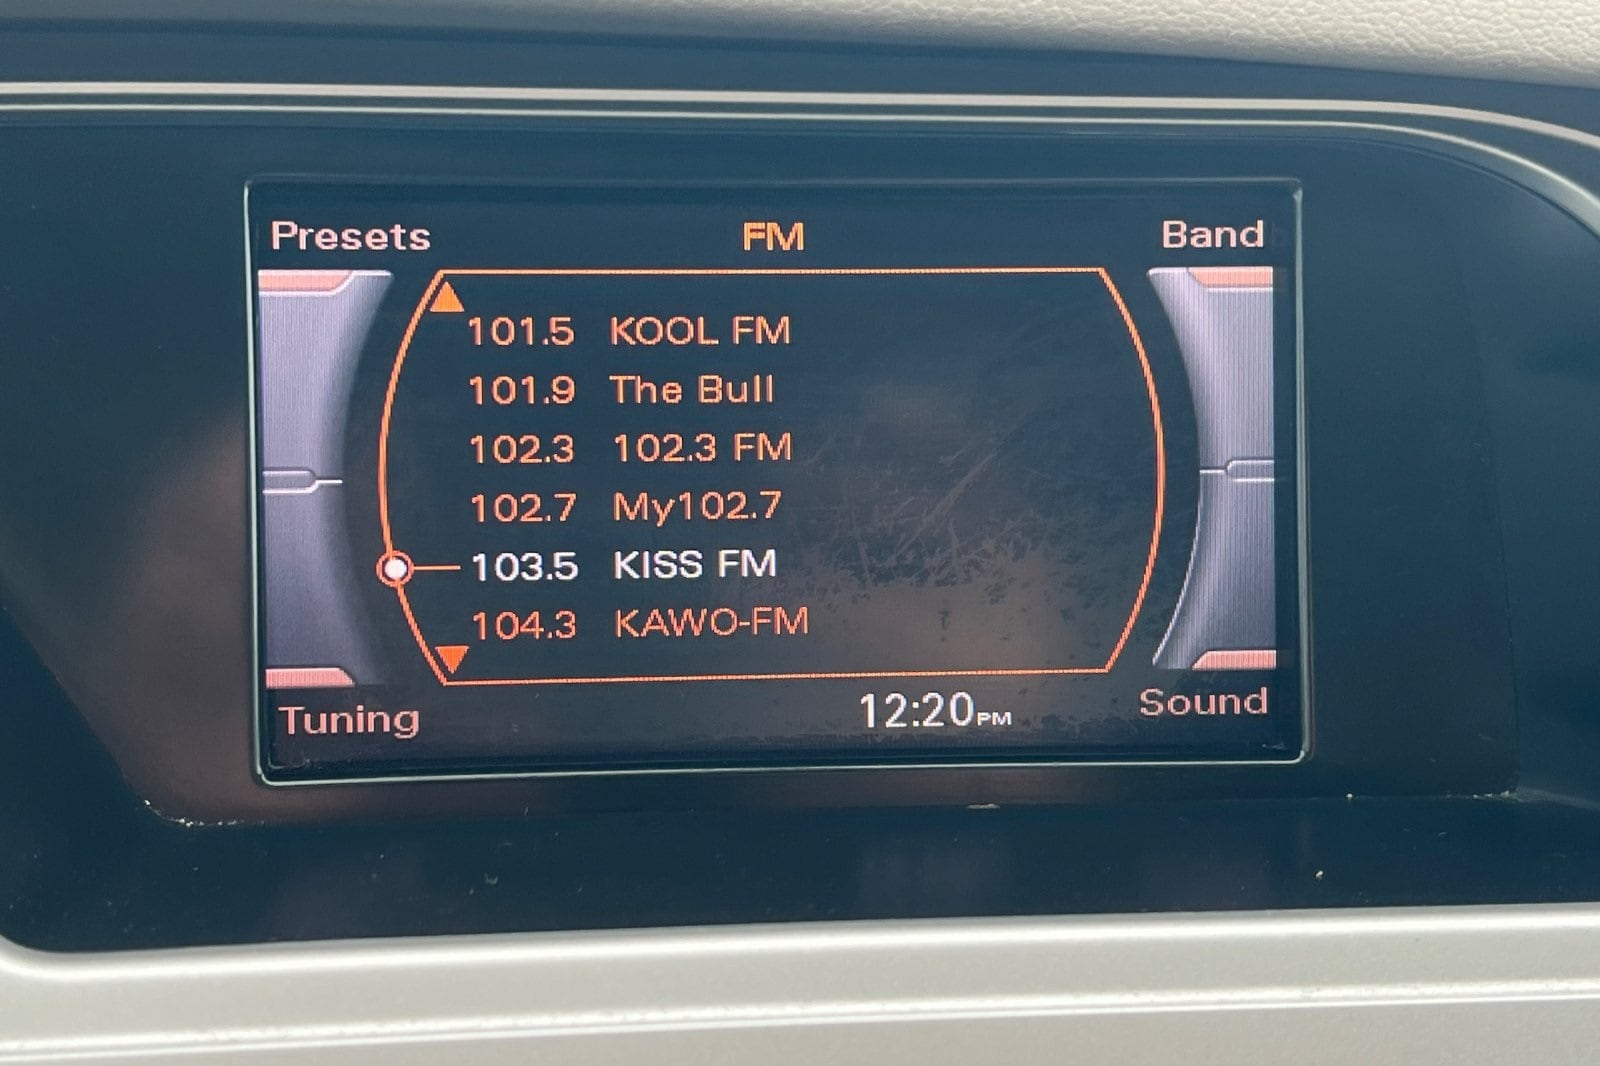 Presets FM Band
101.5 KOOL FM
101.9 The Bull
102.3 102.3 FM
102.7 My102.7
103.5 KISS FM
104.3 KAWO-FM
Tuning 12:20PM Sound